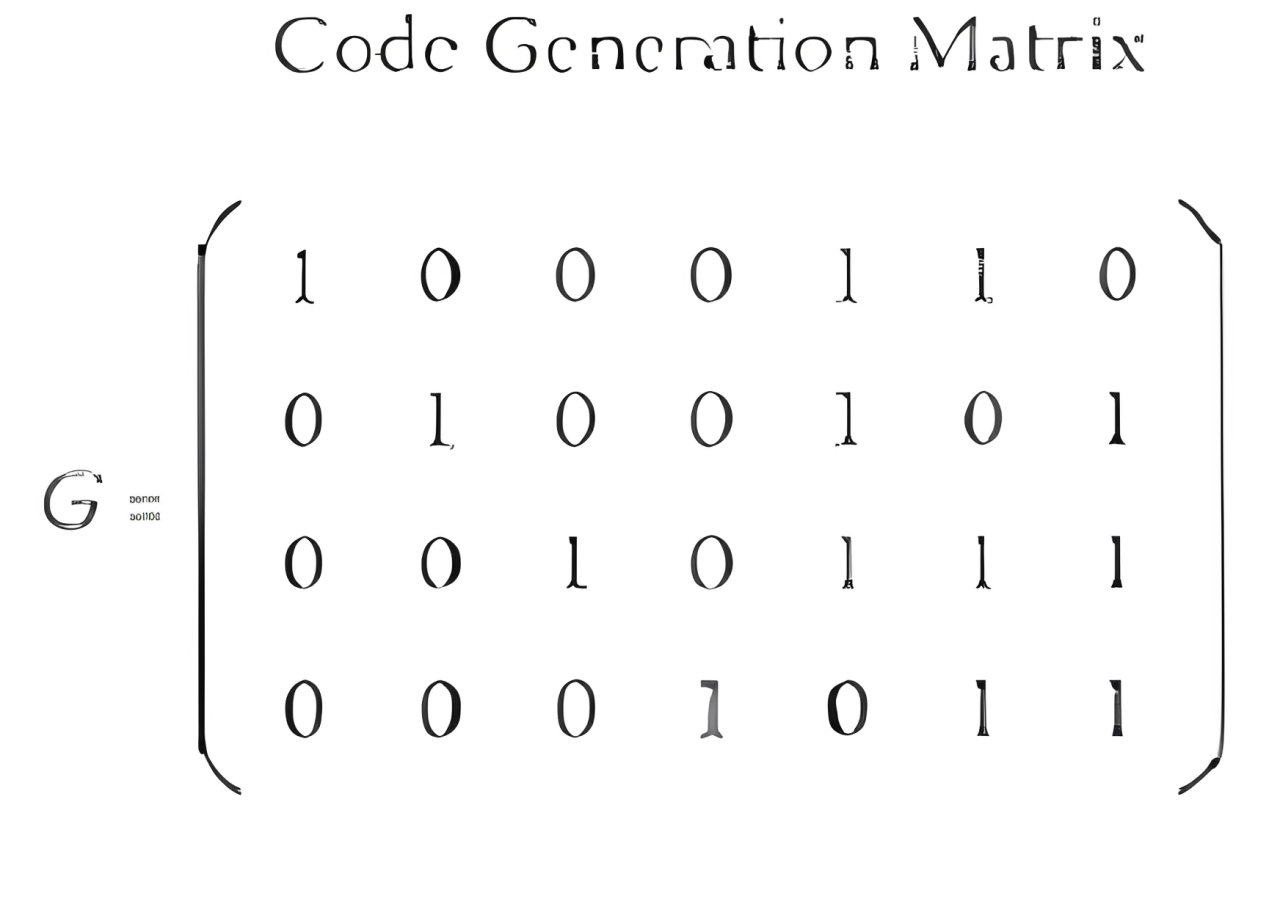 Code Generation Matrix
1 0 0 0 1 1 0
0 1 0 0 1 0 1
G =
0 0 1 0 1 1 1
0 0 0 1 0 1 1